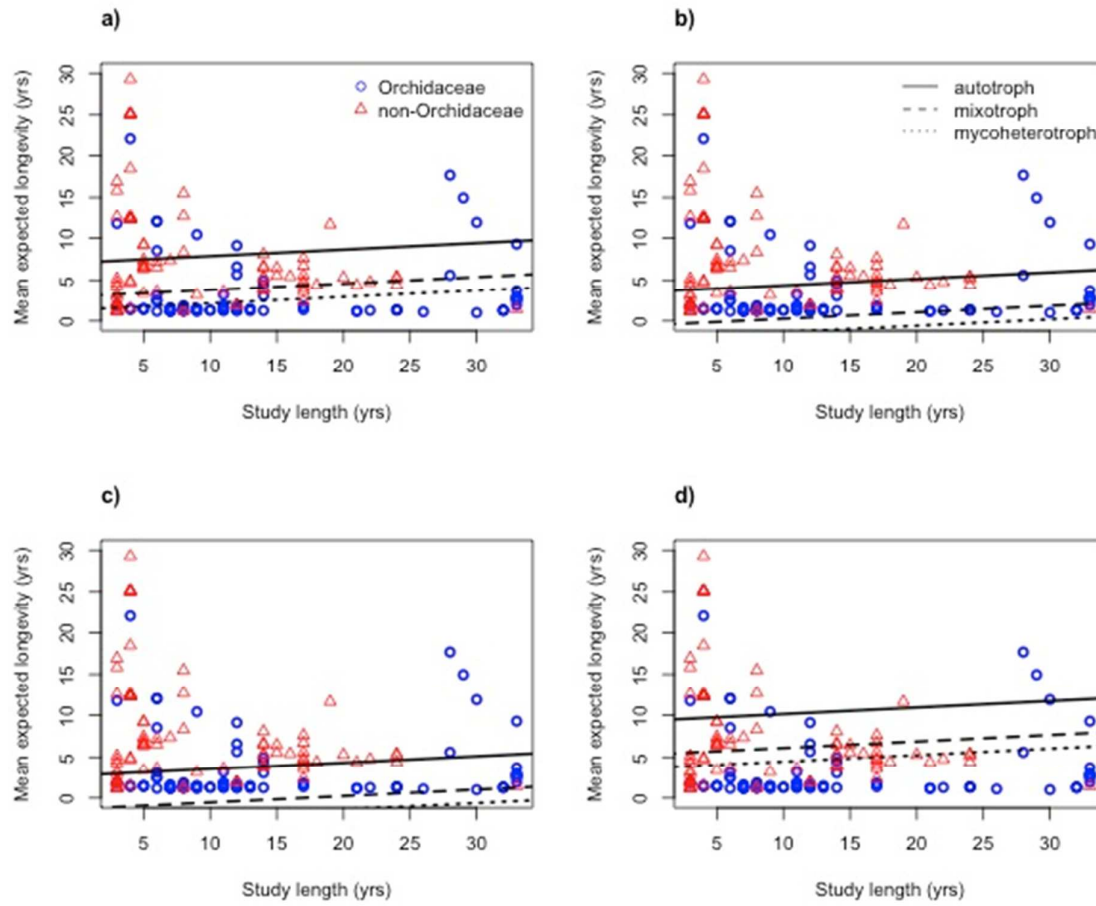 a)
Mean expected longevity (yrs)
30
25
20
15
10
5
0
Orchidaceae
non-Orchidaceae
5 10 15 20 25 30
Study length (yrs)
b)
Mean expected longevity (yrs)
30
25
20
15
10
5
0
autotroph
mixotroph
mycoheterotroph
5 10 15 20 25 30
Study length (yrs)
c)
Mean expected longevity (yrs)
30
25
20
15
10
5
0
5 10 15 20 25 30
Study length (yrs)
d)
Mean expected longevity (yrs)
30
25
20
15
10
5
0
5 10 15 20 25 30
Study length (yrs)